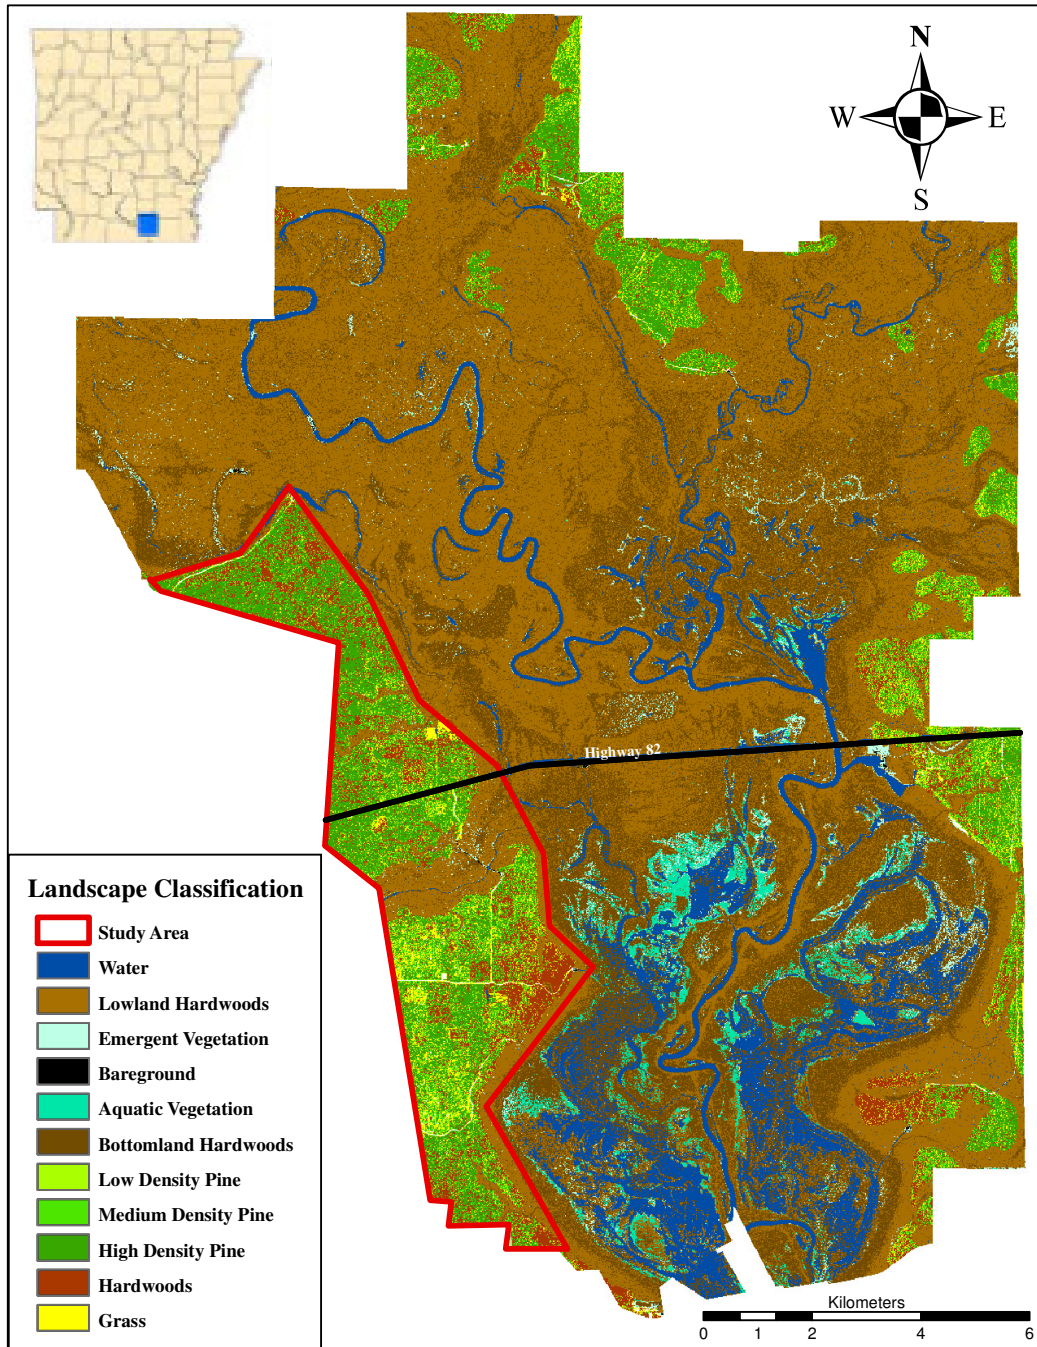 N
W E
S
Highway 82
Landscape Classification
Study Area
Water
Lowland Hardwoods
Emergent Vegetation
Bareground
Aquatic Vegetation
Bottomland Hardwoods
Low Density Pine
Medium Density Pine
High Density Pine
Hardwoods
Grass
Kilometers
0 1 2 4 6